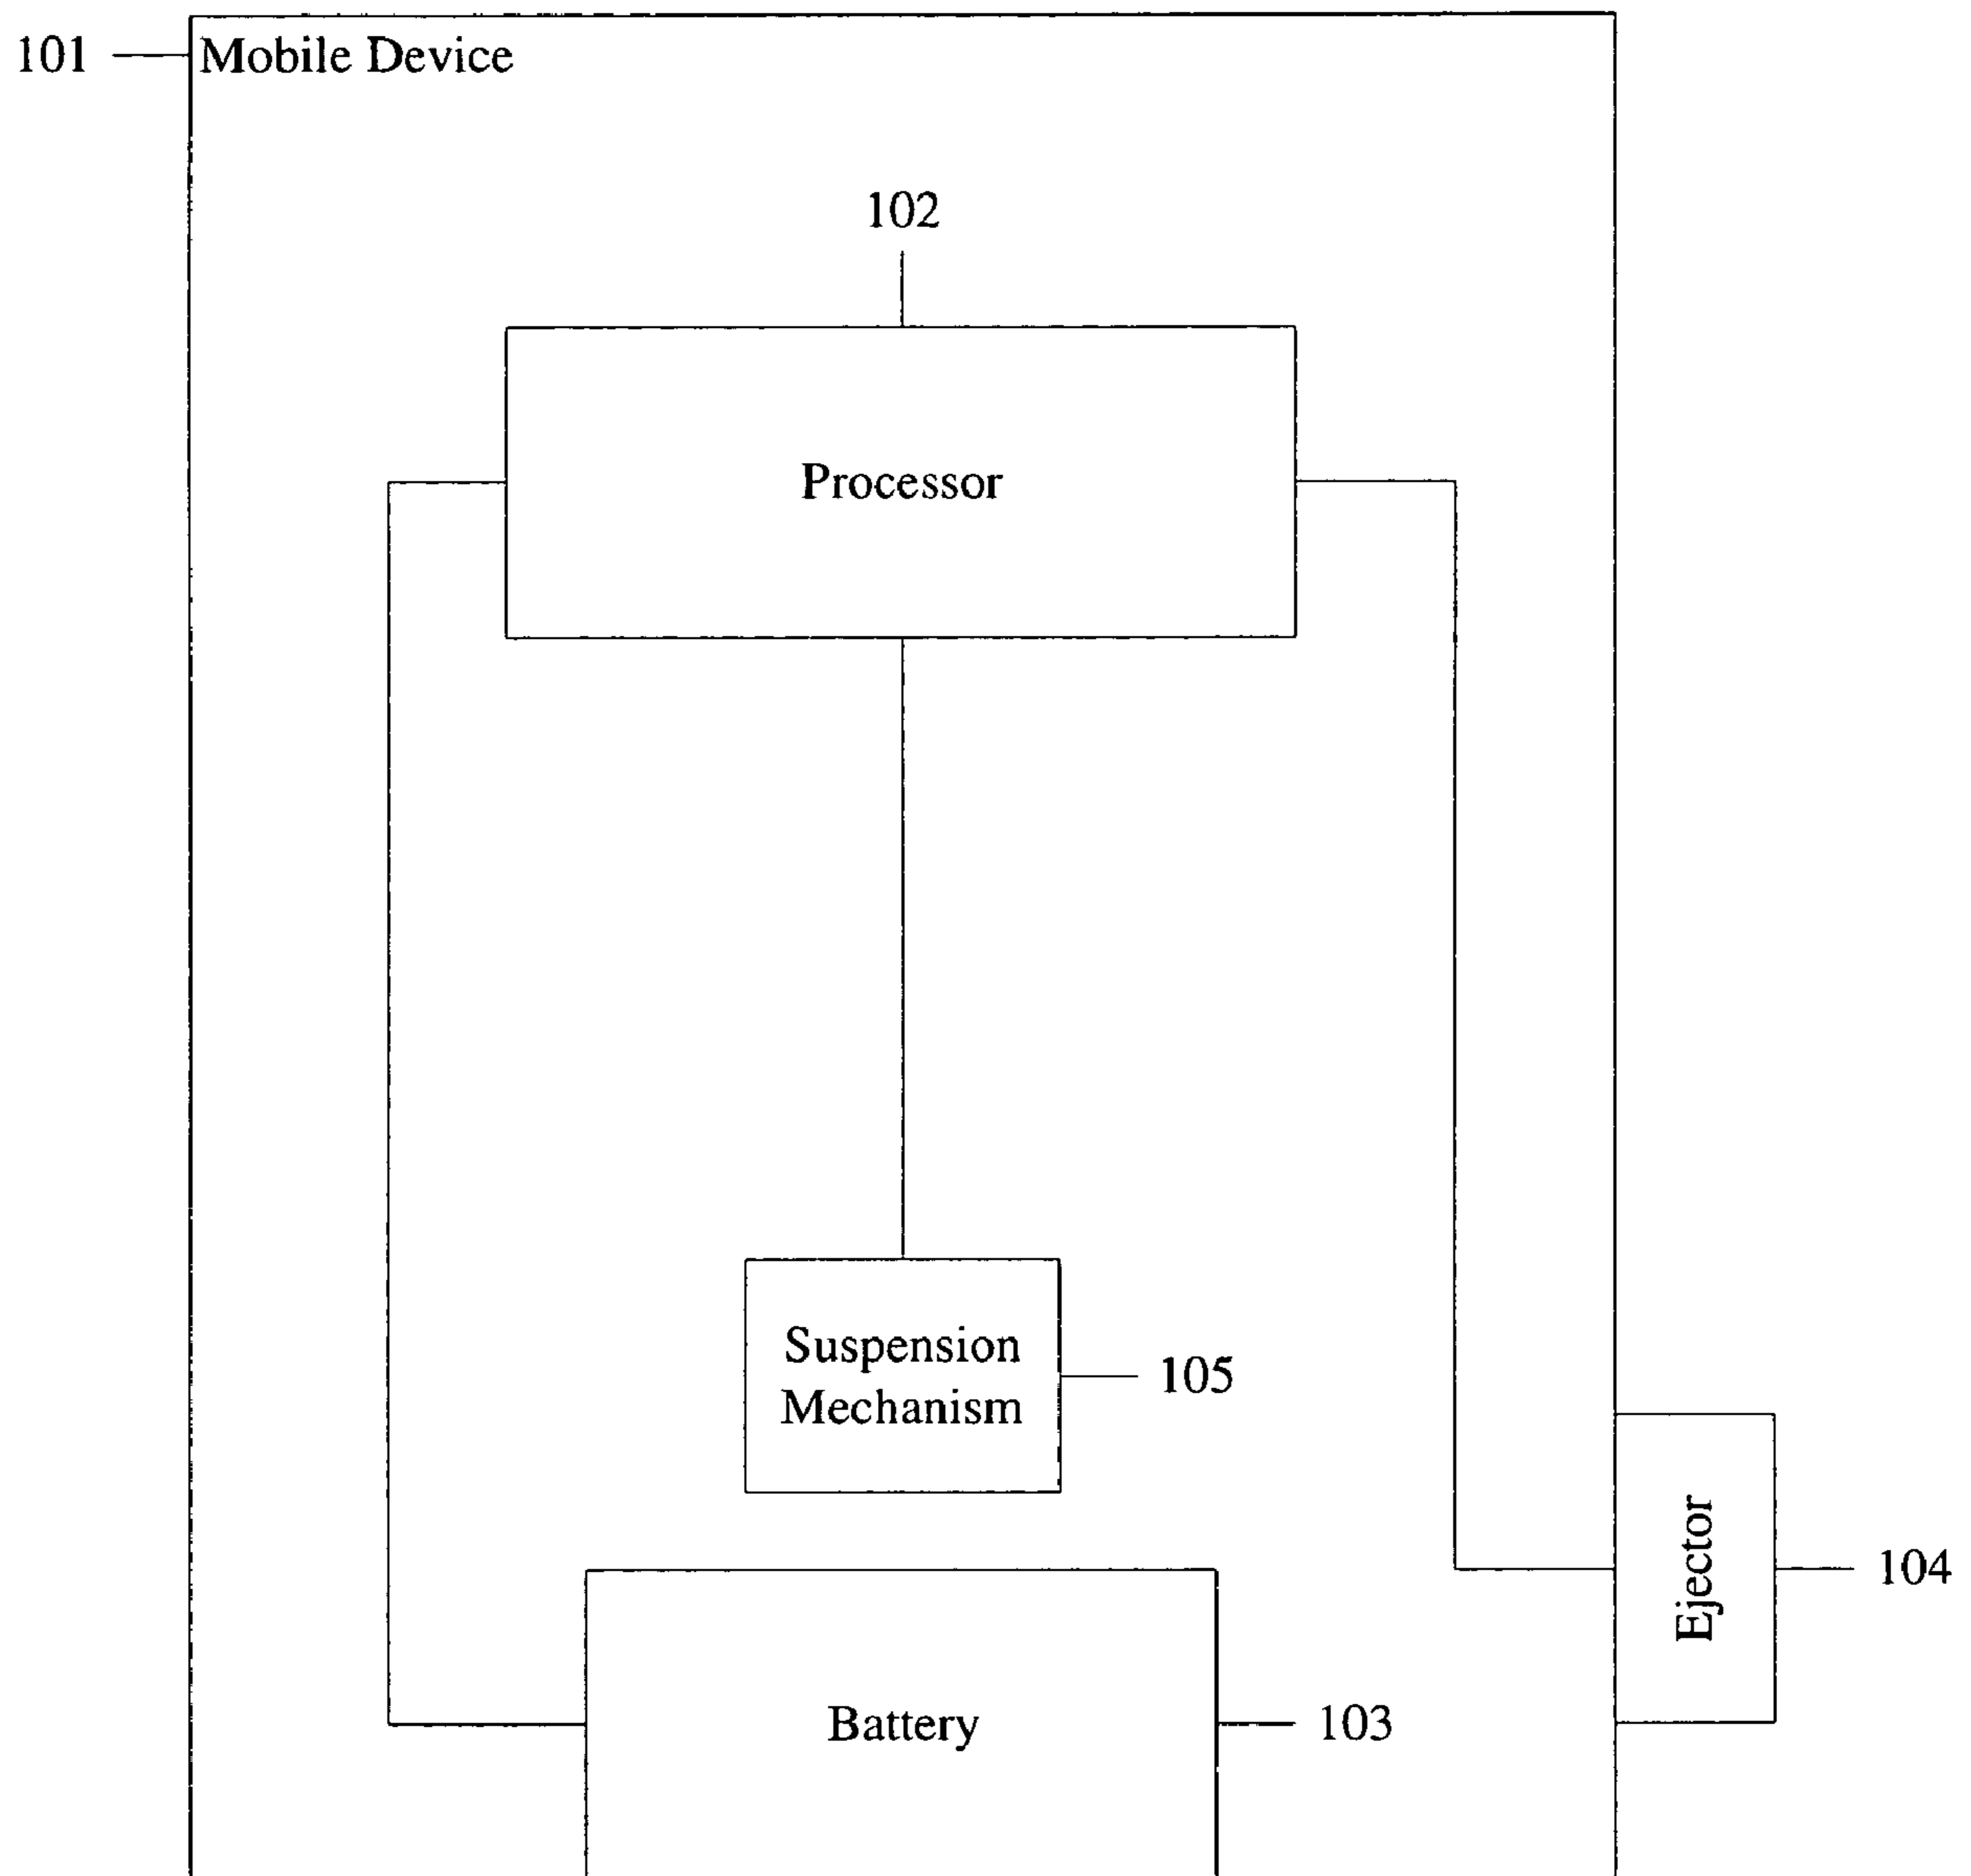 101
Mobile Device
102
Processor
Suspension
Mechanism
105
Ejector
104
Battery
103